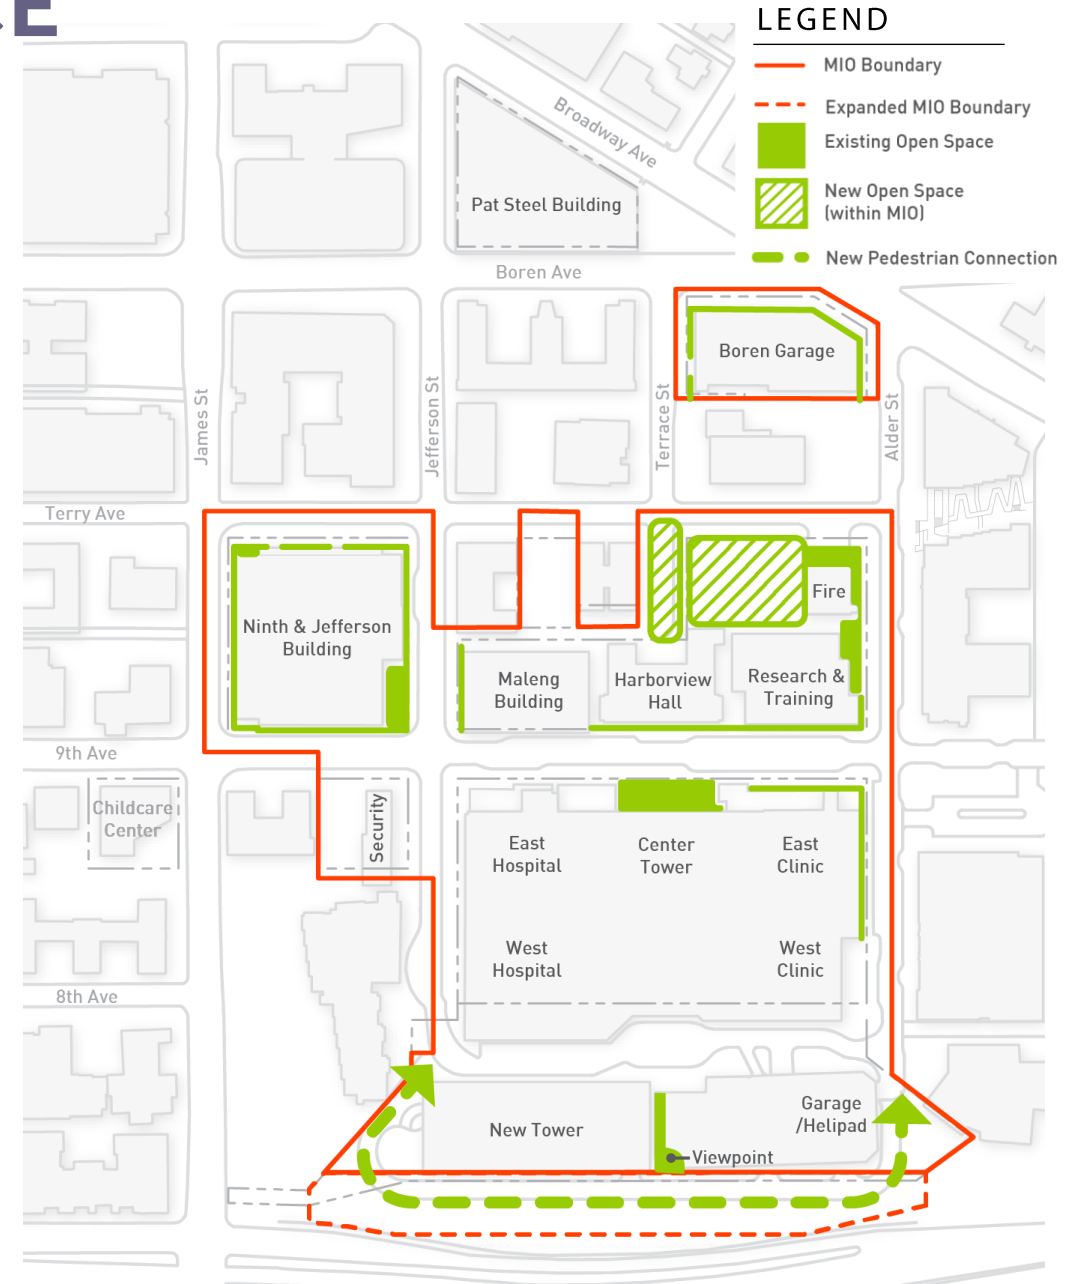 CE
LEGEND
MIO Boundary
Expanded MIO Boundary
Existing Open Space
New Open Space
(within MIO)
New Pedestrian Connection
Broadway Ave
Pat Steel Building
Boren Ave
Boren Garage
James St
Jefferson St
Terrace St
Alder St
Terry Ave
Fire
Ninth & Jefferson
Building
Maleng
Building
Harborview
Hall
Research &
Training
9th Ave
Childcare
Center
Security
East
Hospital
Center
Tower
East
Clinic
West
Hospital
West
Clinic
8th Ave
New Tower
Garage
/Helipad
Viewpoint